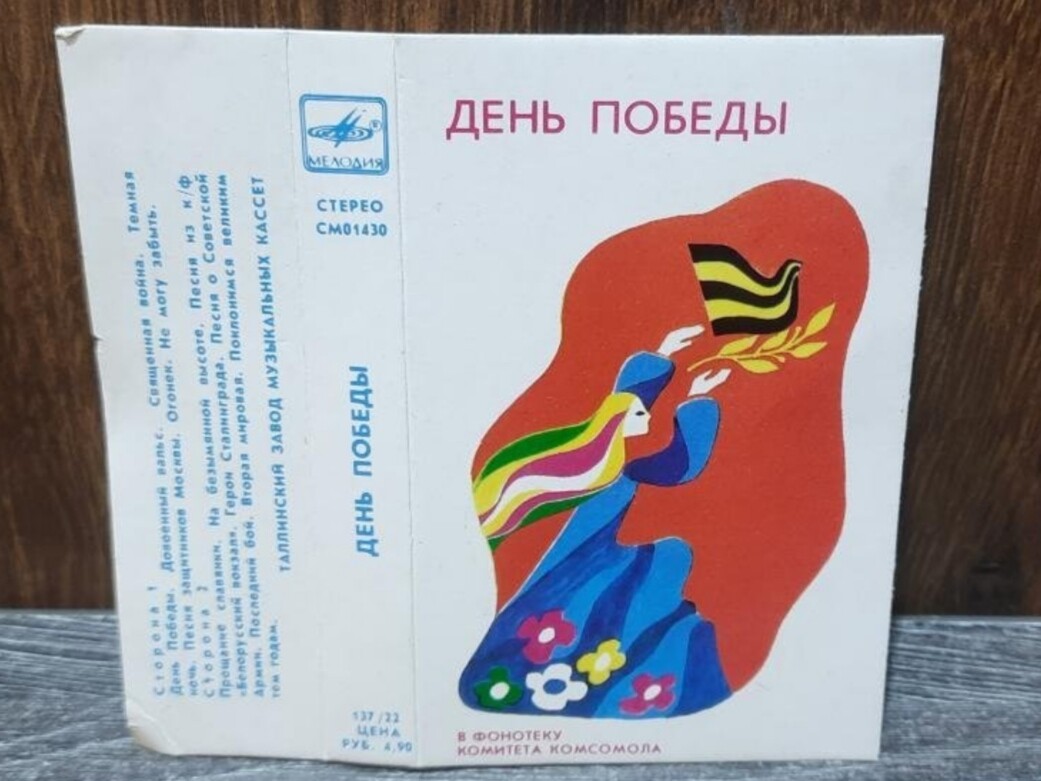 Сторона 1
День Победы. Довоенный вальс. Священная война. Темная
ночь. Песня защитников Москвы. Огонек. Не могу забыть.
Сторона 2
Прощание славянки. На безымянной высоте. Песня из к/ф
«Белорусский вокзал». Герои Сталинграда. Песня о Советской
Армии. Последний бой. Вторая мировая. Поклонимся великим
тем годам.
ТАЛЛИНСКИЙ ЗАВОД МУЗЫКАЛЬНЫХ КАССЕТ
МЕЛОДИЯ ®
СТЕРЕО
СМ01430
ДЕНЬ ПОБЕДЫ
137/22
ЦЕНА
РУБ. 4,90
ДЕНЬ ПОБЕДЫ
В ФОНОТЕКУ
КОМИТЕТА КОМСОМОЛА